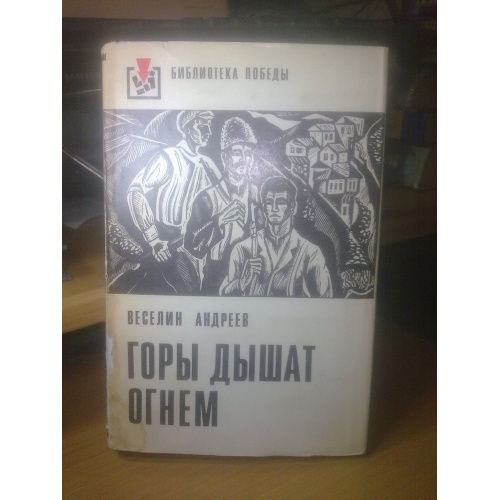 БИБЛИОТЕКА ПОБЕДЫ
ВЕСЕЛИН АНДРЕЕВ
ГОРЫ ДЫШАТ
ОГНЕМ